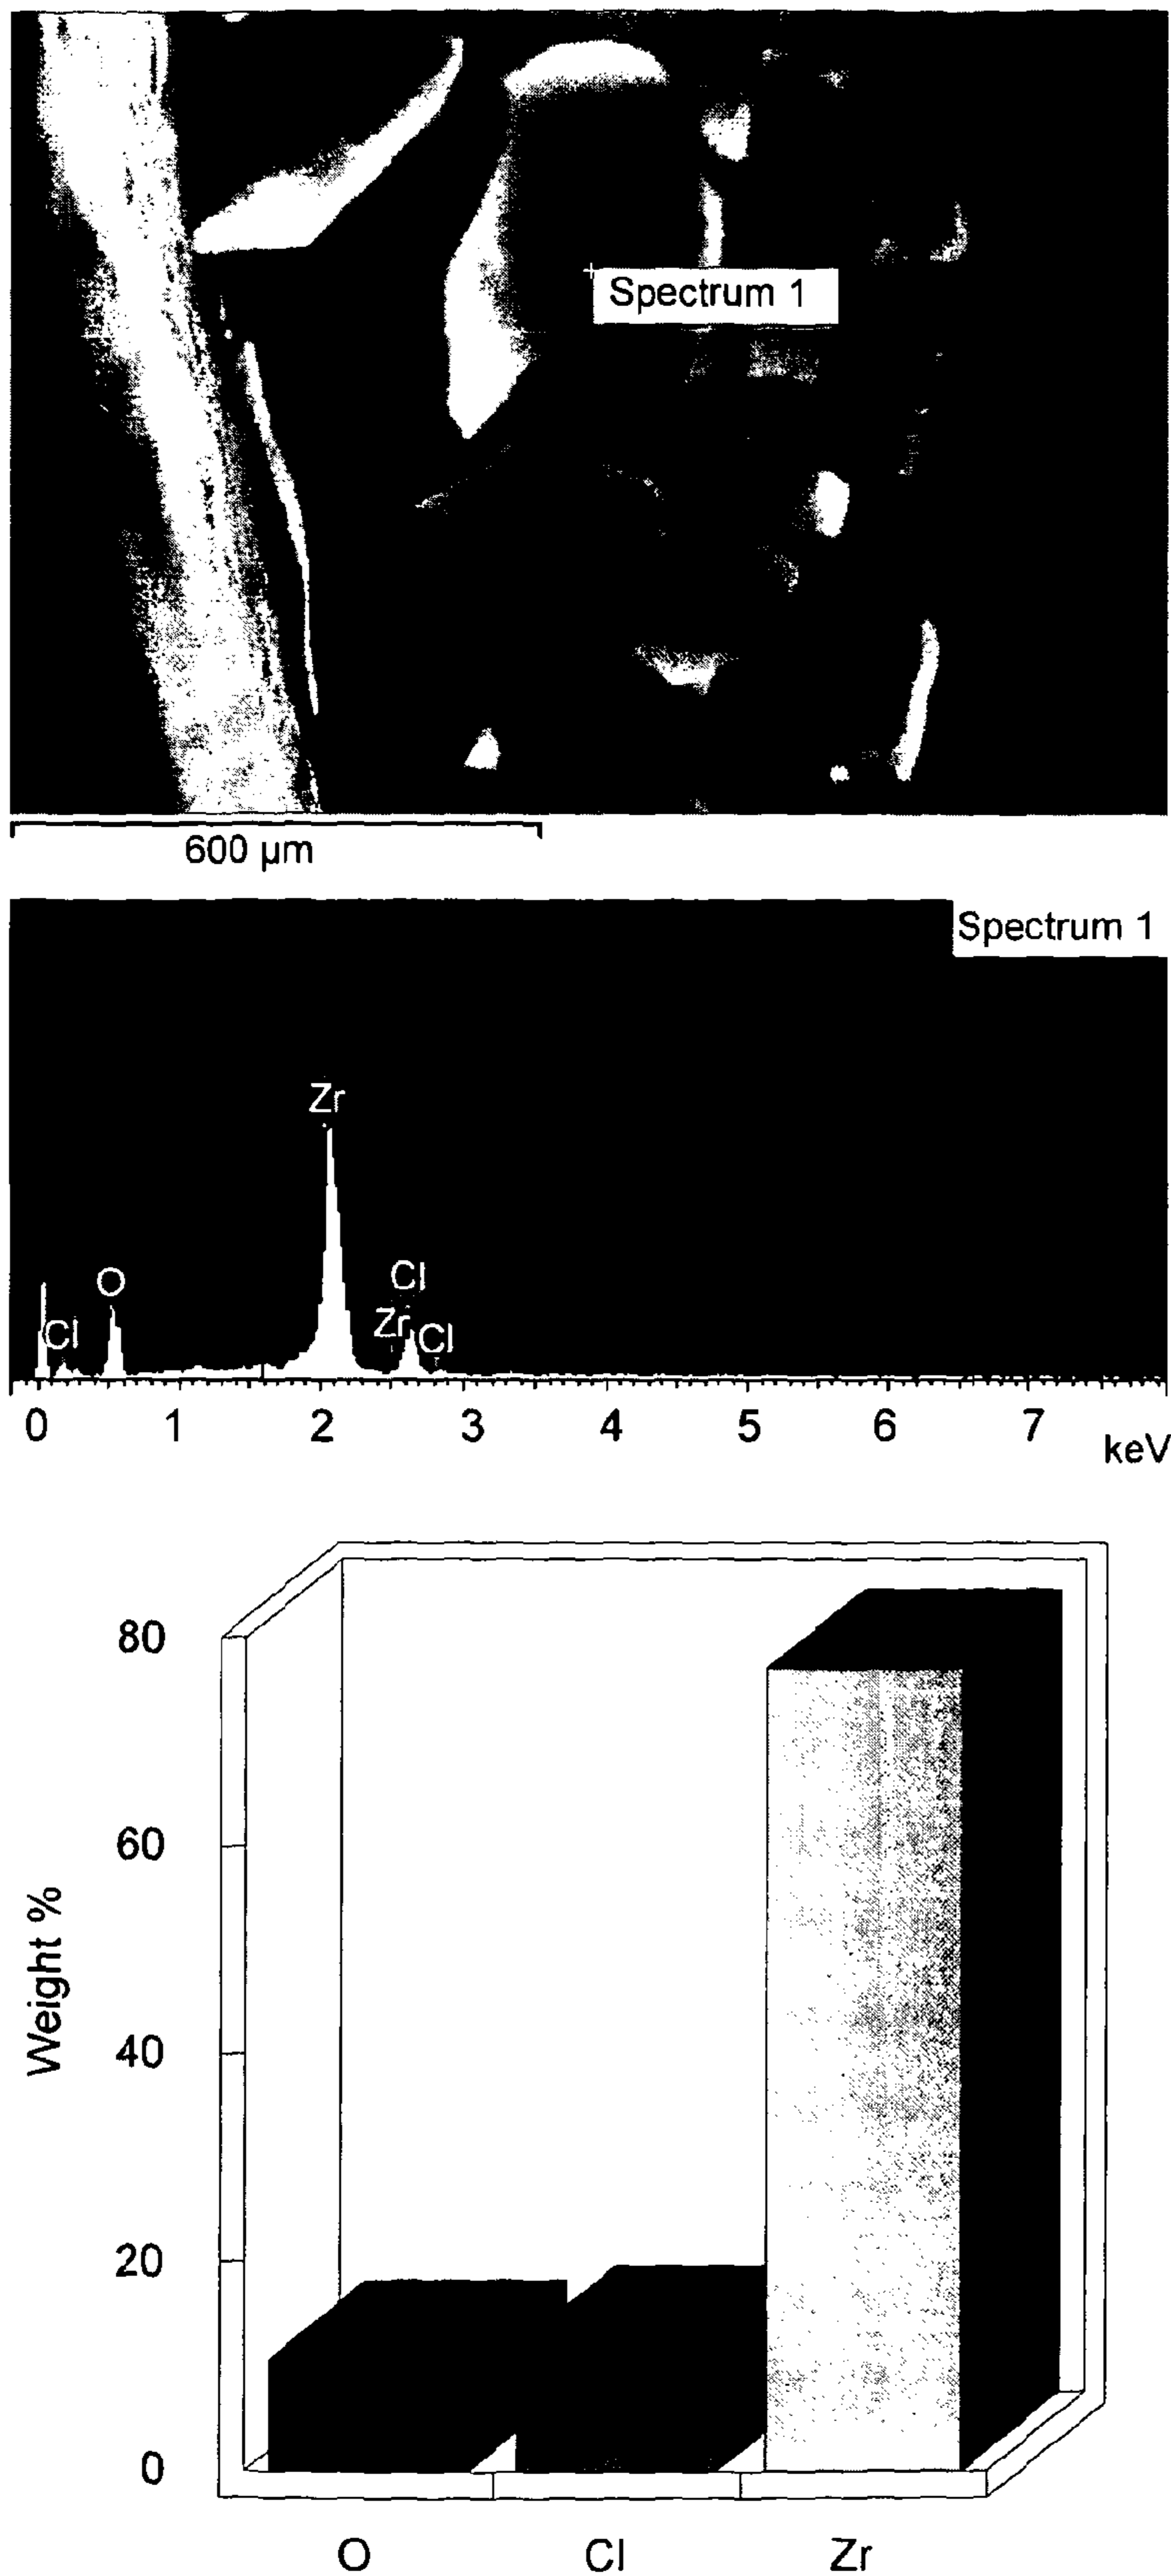 Spectrum 1
600 µm
Spectrum 1
Zr
O
Cl
Cl
Zr
Cl
0 1 2 3 4 5 6 7
keV
80
60
40
20
0
Weight %
O Cl Zr